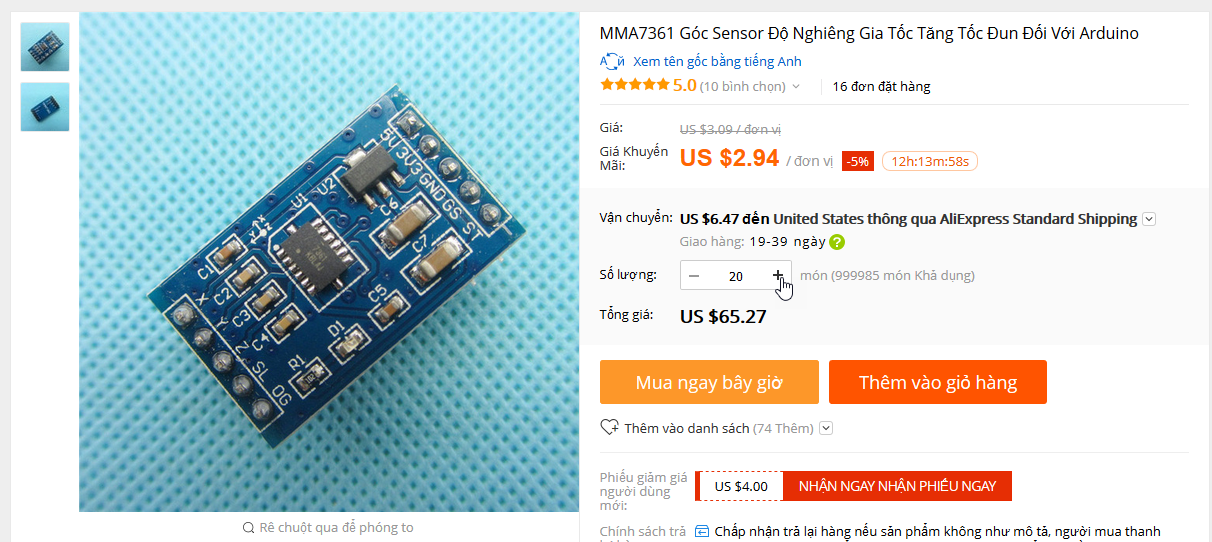 MMA7361 Góc Sensor Độ Nghiêng Gia Tốc Tăng Tốc Đun Đối Với Arduino
Xem tên gốc bằng tiếng Anh
5.0 (10 bình chọn)
16 đơn đặt hàng
Giá:
US $3.09 / đơn vị
Giá Khuyến
Mãi:
US $2.94 / đơn vị
-5%
12h:13m:58s
Vận chuyển:
US $6.47 đến United States thông qua AliExpress Standard Shipping
Giao hàng: 19-39 ngày ?
Số lượng:
− 20 +
món (999985 món Khả dụng)
Tổng giá:
US $65.27
Mua ngay bây giờ
Thêm vào giỏ hàng
Thêm vào danh sách (74 Thêm)
Phiếu giảm giá
người dùng
mới:
US $4.00
NHẬN NGAY NHẬN PHIẾU NGAY
Chính sách trả
Chấp nhận trả lại hàng nếu sản phẩm không như mô tả, người mua thanh
5V
3V3
GND
GS
ST
U2
U1
C6
C7
X
Y
Z
C1
C2
C3
C4
C5
D1
R1
X
Y
Z
SL
OG
Rê chuột qua để phóng to